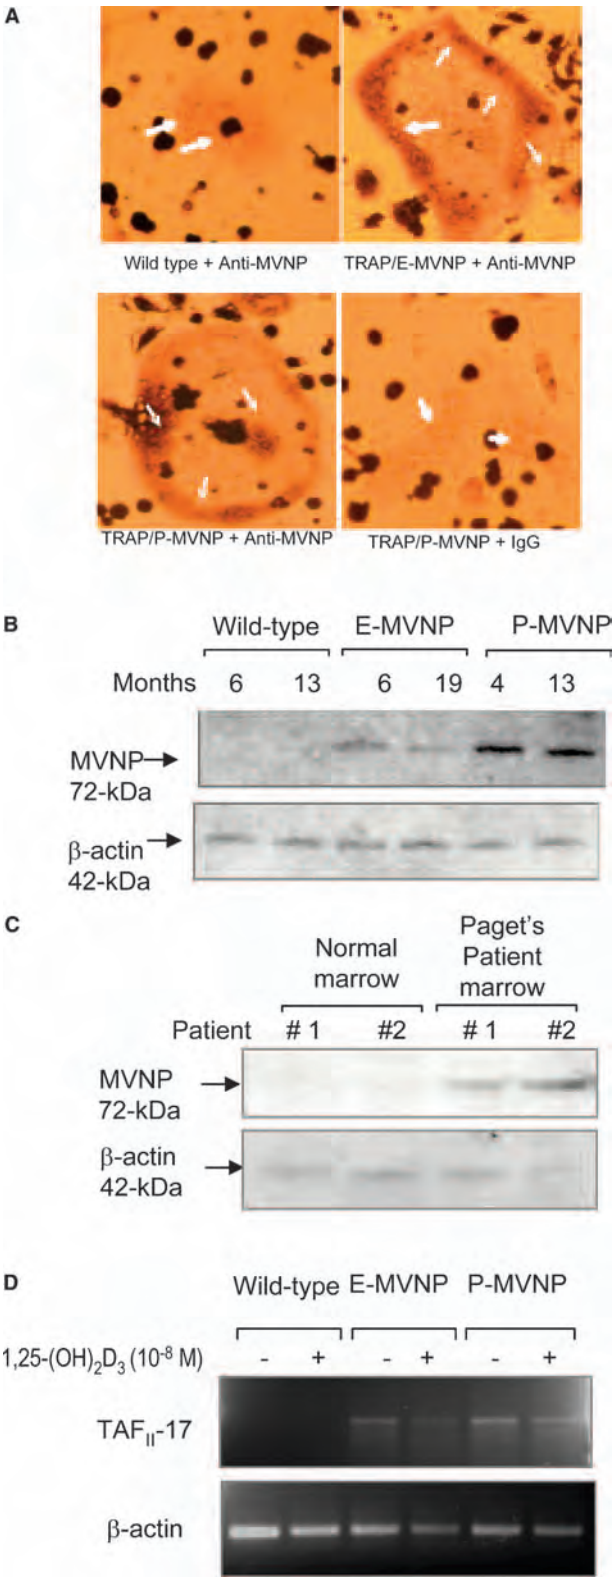 A
Wild type + Anti-MVNP
TRAP/E-MVNP + Anti-MVNP
TRAP/P-MVNP + Anti-MVNP
TRAP/P-MVNP + IgG
B
Wild-type E-MVNP P-MVNP
Months 6 13 6 19 4 13
MVNP
72-kDa
β-actin
42-kDa
C
Normal
marrow
Paget's
Patient
marrow
Patient # 1 #2 # 1 #2
MVNP
72-kDa
β-actin
42-kDa
D
Wild-type E-MVNP P-MVNP
1,25-(OH)₂D₃ (10⁻⁸ M) - + - + - +
TAF_II-17
β-actin